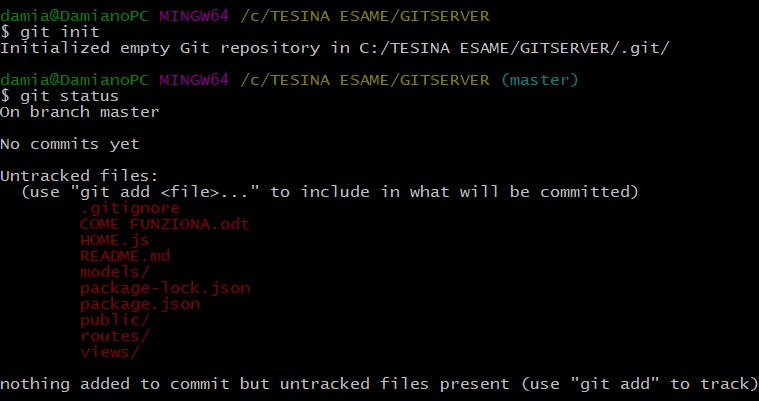 damia@DamianoPC MINGW64 /c/TESINA ESAME/GITSERVER
$ git init
Initialized empty Git repository in C:/TESINA ESAME/GITSERVER/.git/
damia@DamianoPC MINGW64 /c/TESINA ESAME/GITSERVER (master)
$ git status
On branch master
No commits yet
Untracked files:
(use "git add <file>..." to include in what will be committed)
.gitignore
COME FUNZIONA.odt
HOME.js
README.md
models/
package-lock.json
package.json
public/
routes/
views/
nothing added to commit but untracked files present (use "git add" to track)